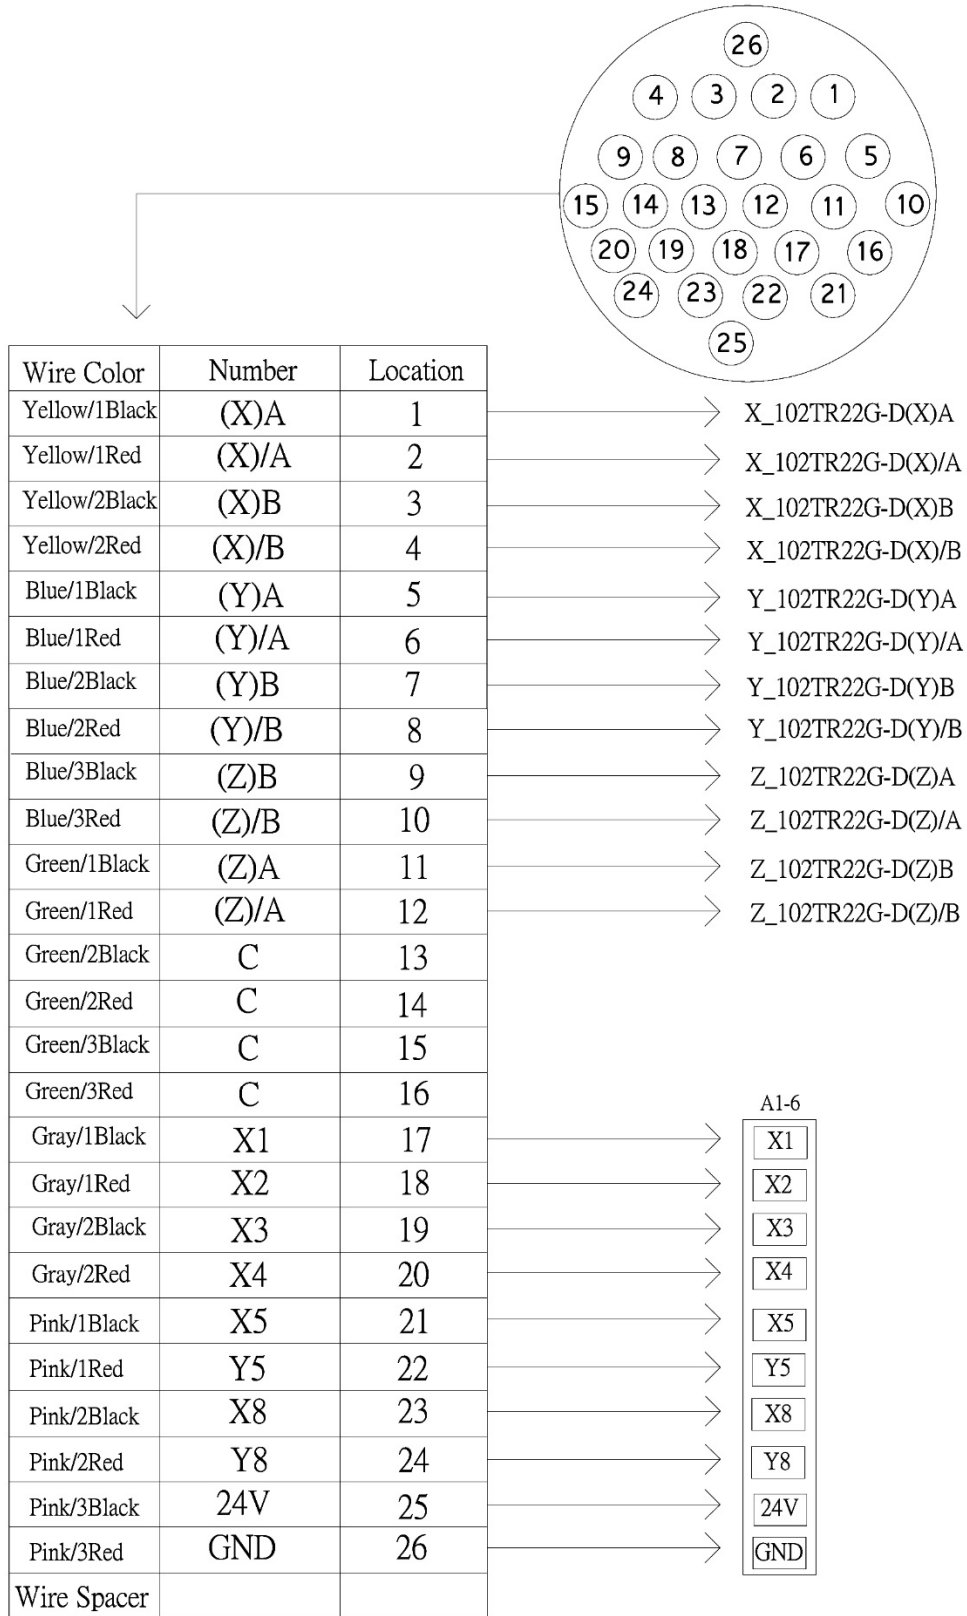 26
4 3 2 1
9 8 7 6 5
15 14 13 12 11 10
20 19 18 17 16
24 23 22 21
25
Wire Color Number Location
Yellow/1Black (X)A 1 X_102TR22G-D(X)A
Yellow/1Red (X)/A 2 X_102TR22G-D(X)/A
Yellow/2Black (X)B 3 X_102TR22G-D(X)B
Yellow/2Red (X)/B 4 X_102TR22G-D(X)/B
Blue/1Black (Y)A 5 Y_102TR22G-D(Y)A
Blue/1Red (Y)/A 6 Y_102TR22G-D(Y)/A
Blue/2Black (Y)B 7 Y_102TR22G-D(Y)B
Blue/2Red (Y)/B 8 Y_102TR22G-D(Y)/B
Blue/3Black (Z)B 9 Z_102TR22G-D(Z)A
Blue/3Red (Z)/B 10 Z_102TR22G-D(Z)/A
Green/1Black (Z)A 11 Z_102TR22G-D(Z)B
Green/1Red (Z)/A 12 Z_102TR22G-D(Z)/B
Green/2Black C 13
Green/2Red C 14
Green/3Black C 15
Green/3Red C 16
A1-6
Gray/1Black X1 17 X1
Gray/1Red X2 18 X2
Gray/2Black X3 19 X3
Gray/2Red X4 20 X4
Pink/1Black X5 21 X5
Pink/1Red Y5 22 Y5
Pink/2Black X8 23 X8
Pink/2Red Y8 24 Y8
Pink/3Black 24V 25 24V
Pink/3Red GND 26 GND
Wire Spacer